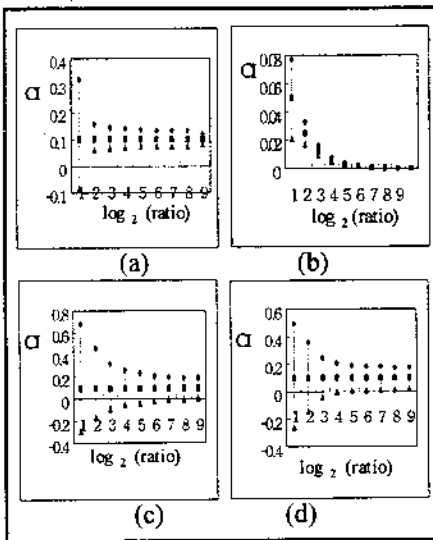 0.4
0.3
α 0.2
0.1
0
-0.1
1 2 3 4 5 6 7 8 9
log 2 (ratio)
(a)
0.08
0.06
α 0.04
0.02
0
1 2 3 4 5 6 7 8 9
log 2 (ratio)
(b)
0.8
0.6
α 0.4
0.2
0
-0.2
-0.4
1 2 3 4 5 6 7 8 9
log 2 (ratio)
(c)
0.6
0.4
α 0.2
0
-0.2
-0.4
1 2 3 4 5 6 7 8 9
log 2 (ratio)
(d)